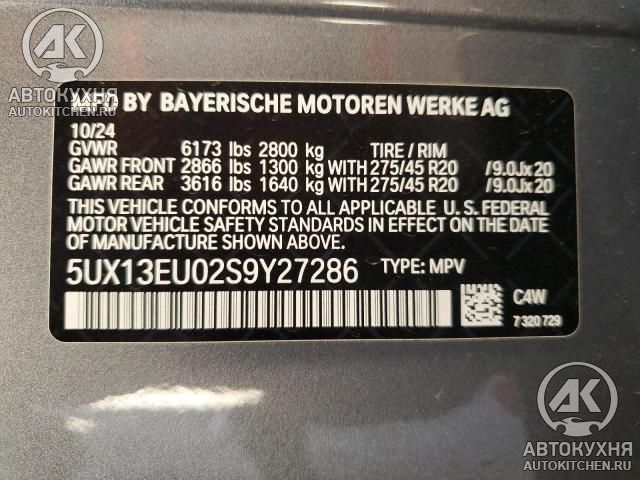 АК
АВТОКУХНЯ
AUTOKITCHEN.RU
MFD BY BAYERISCHE MOTOREN WERKE AG
10/24
GVWR 6173 lbs 2800 kg TIRE / RIM
GAWR FRONT 2866 lbs 1300 kg WITH 275/45 R20 /9.0Jx20
GAWR REAR 3616 lbs 1640 kg WITH 275/45 R20 /9.0Jx20
THIS VEHICLE CONFORMS TO ALL APPLICABLE U. S. FEDERAL
MOTOR VEHICLE SAFETY STANDARDS IN EFFECT ON THE DATE
OF MANUFACTURE SHOWN ABOVE.
5UX13EU02S9Y27286 TYPE: MPV
C4W
7 320 729
АК
АВТОКУХНЯ
AUTOKITCHEN.RU